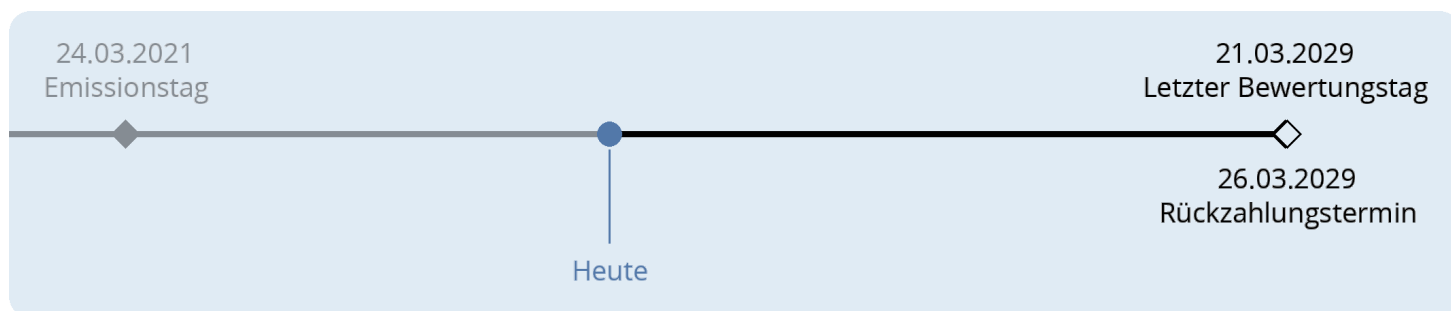 24.03.2021
Emissionstag
21.03.2029
Letzter Bewertungstag
26.03.2029
Rückzahlungstermin
Heute